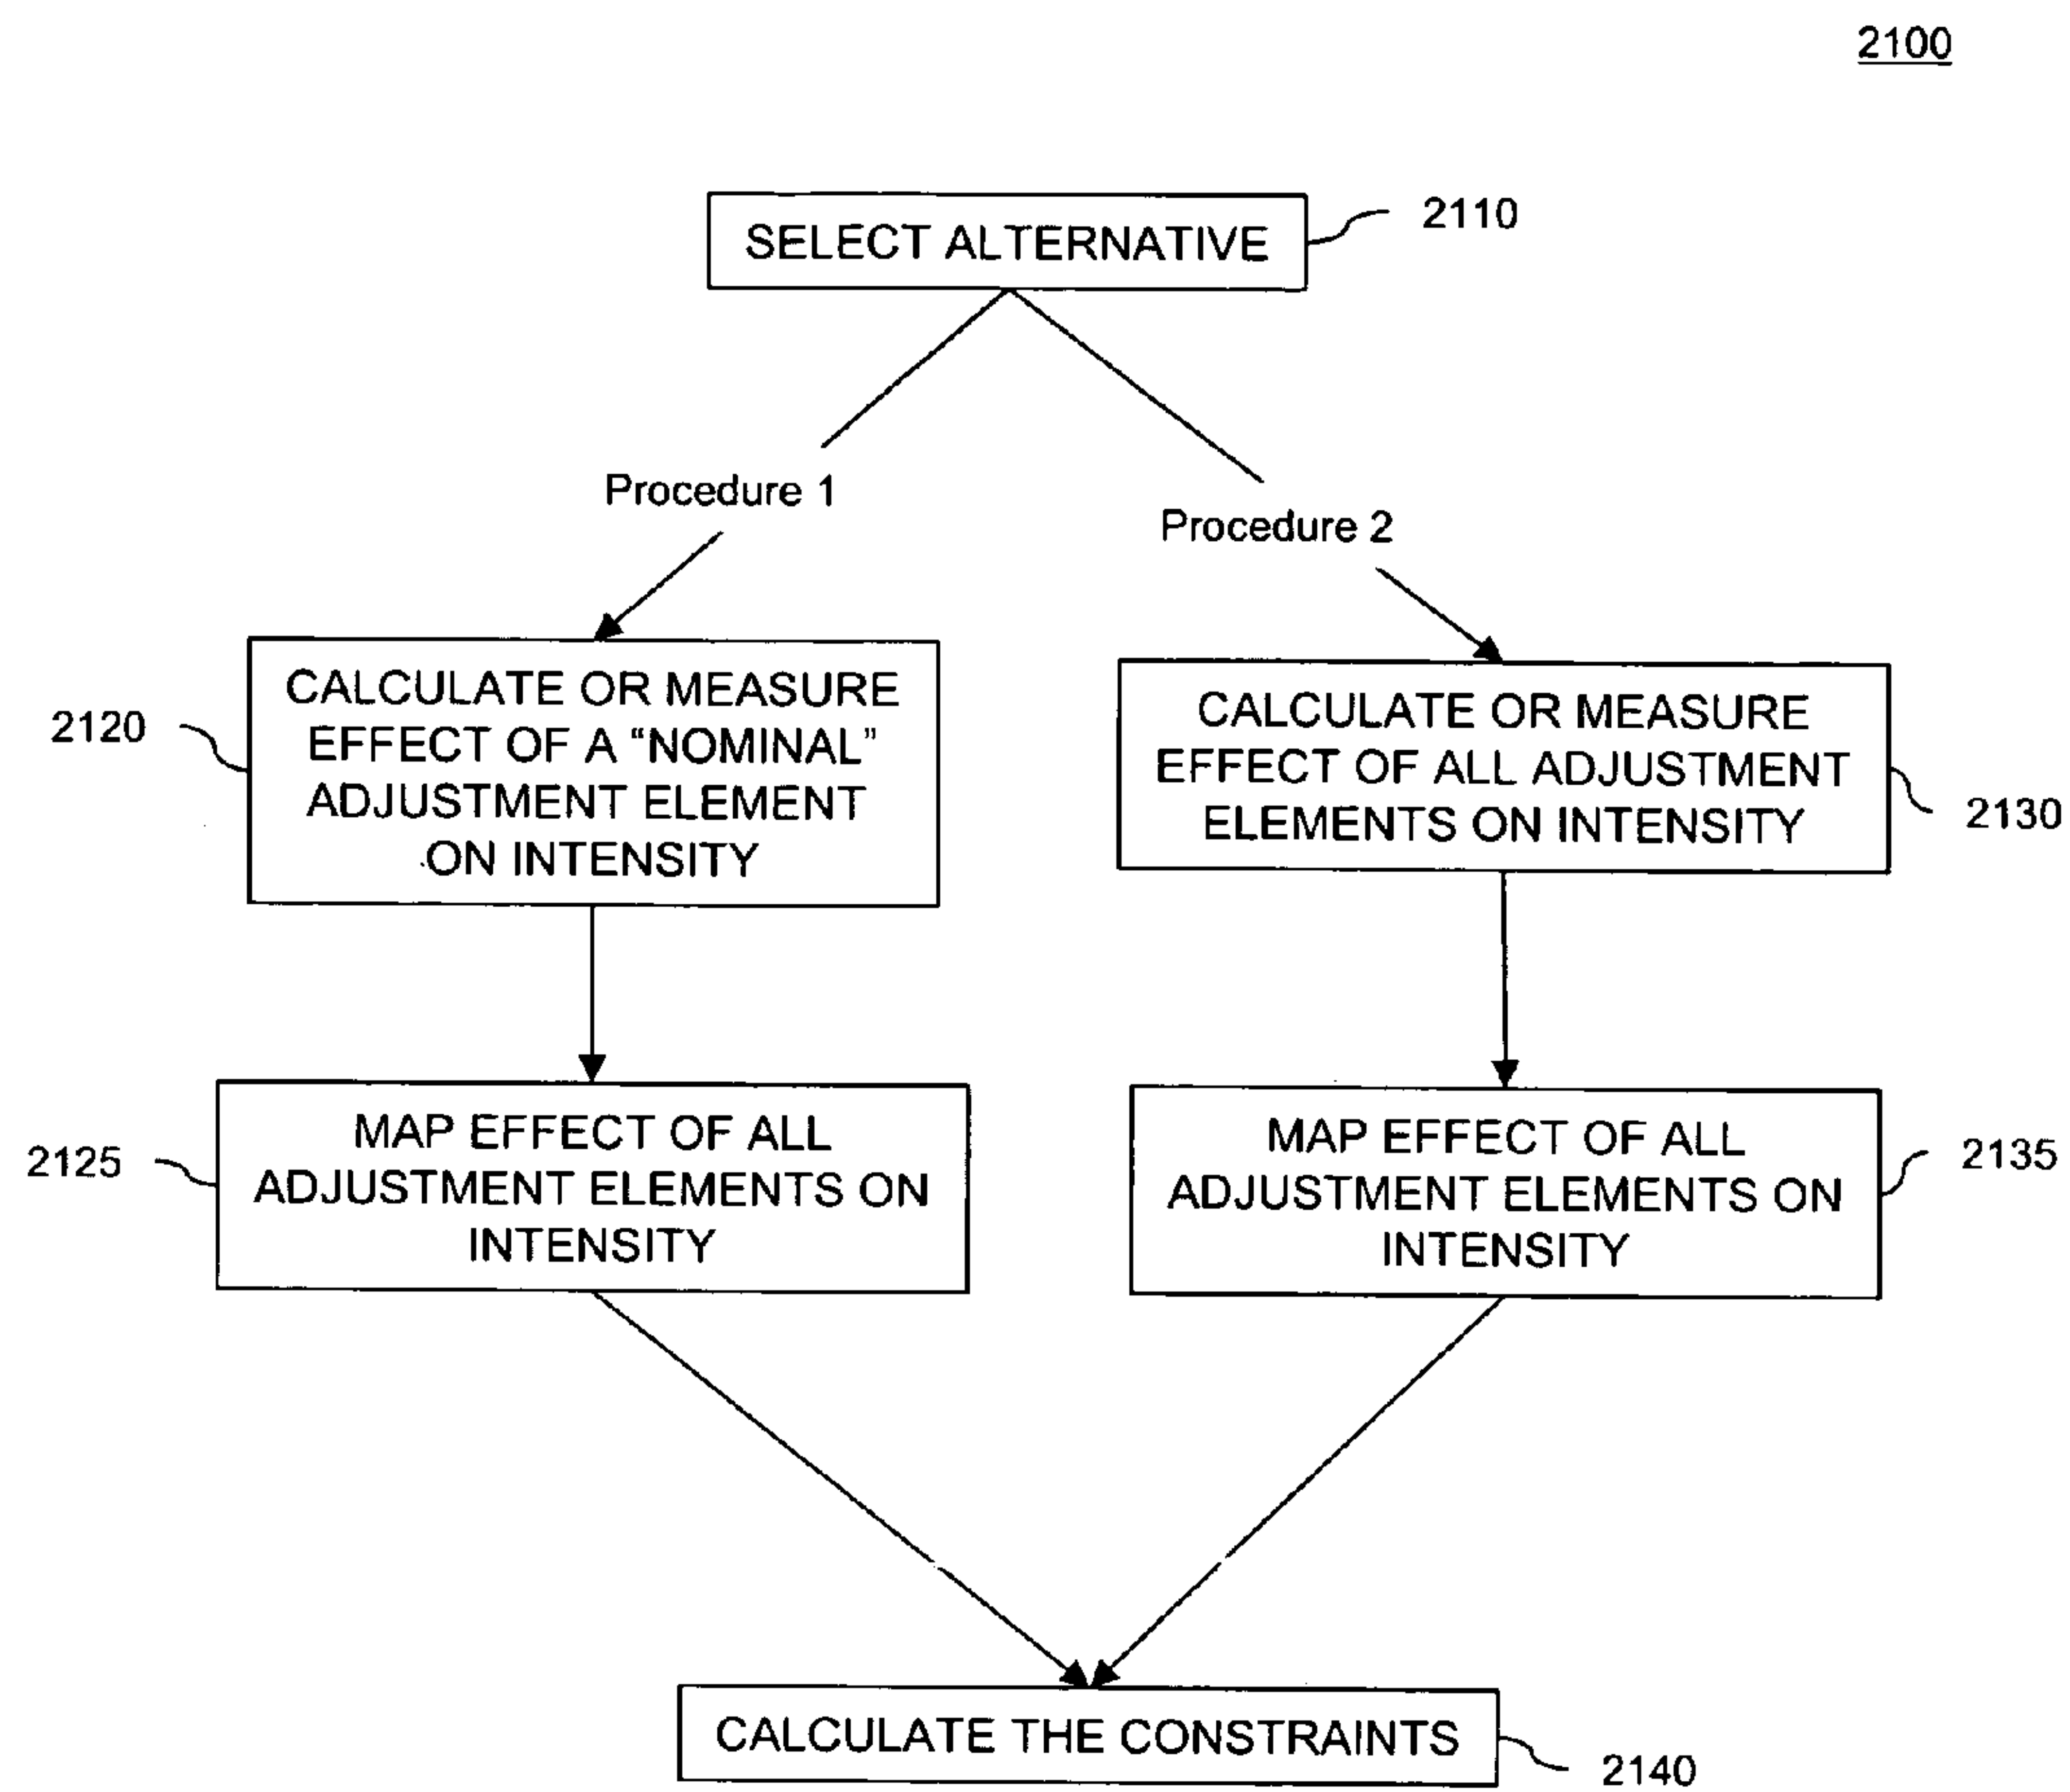 2100
SELECT ALTERNATIVE
2110
Procedure 1
Procedure 2
2120
CALCULATE OR MEASURE
EFFECT OF A “NOMINAL”
ADJUSTMENT ELEMENT
ON INTENSITY
CALCULATE OR MEASURE
EFFECT OF ALL ADJUSTMENT
ELEMENTS ON INTENSITY
2130
2125
MAP EFFECT OF ALL
ADJUSTMENT ELEMENTS ON
INTENSITY
MAP EFFECT OF ALL
ADJUSTMENT ELEMENTS ON
INTENSITY
2135
CALCULATE THE CONSTRAINTS
2140